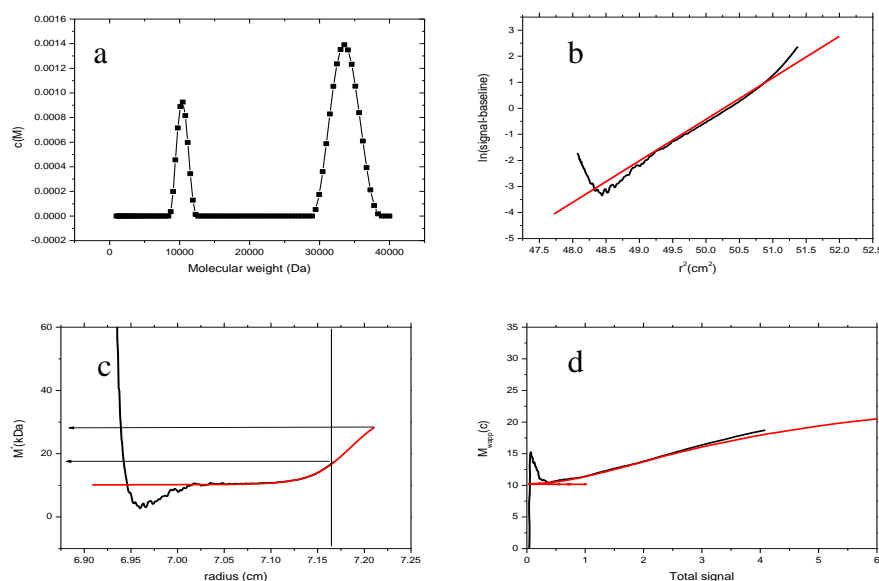 a
c(M)
0.0016
0.0014
0.0012
0.0010
0.0008
0.0006
0.0004
0.0002
0.0000
-0.0002
0 10000 20000 30000 40000
Molecular weight (Da)
b
ln(signal-baseline)
3
2
1
0
-1
-2
-3
-4
-5
47.5 48.0 48.5 49.0 49.5 50.0 50.5 51.0 51.5 52.0 52.5
r²(cm²)
c
M*(kDa)
60
40
20
0
6.90 6.95 7.00 7.05 7.10 7.15 7.20 7.25
radius (cm)
d
Mwapp(c)
35
30
25
20
15
10
5
0
0 1 2 3 4 5 6
Total signal